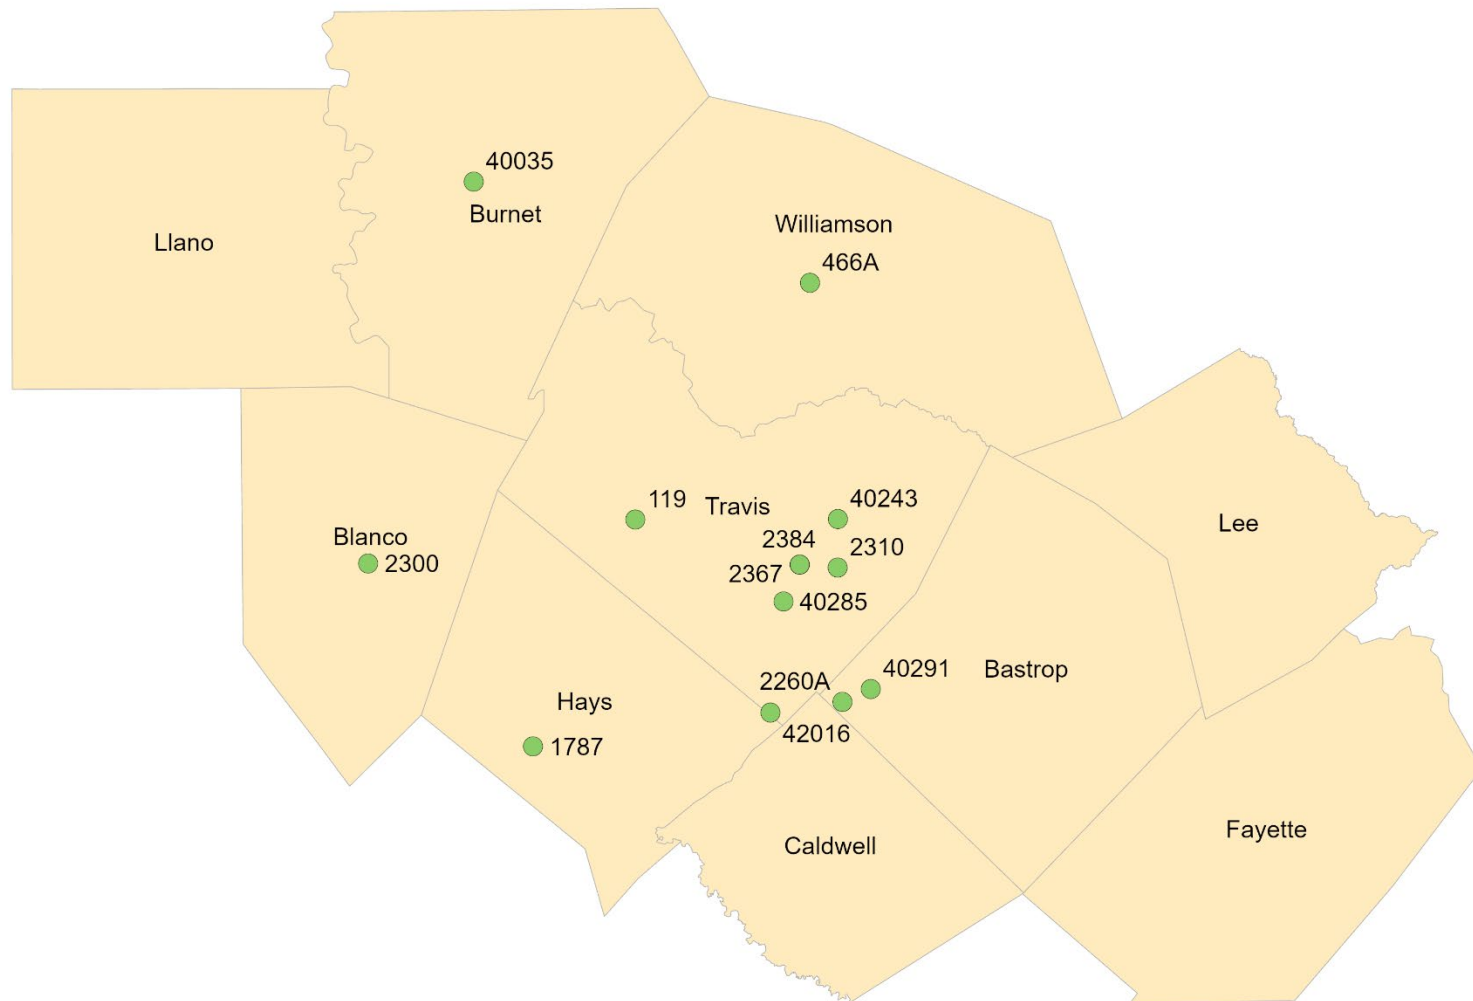 40035
Burnet
Llano
Williamson
466A
119
Travis
40243
2384
2310
2367
40285
Lee
Blanco
2300
2260A
40291
Bastrop
Hays
42016
1787
Fayette
Caldwell